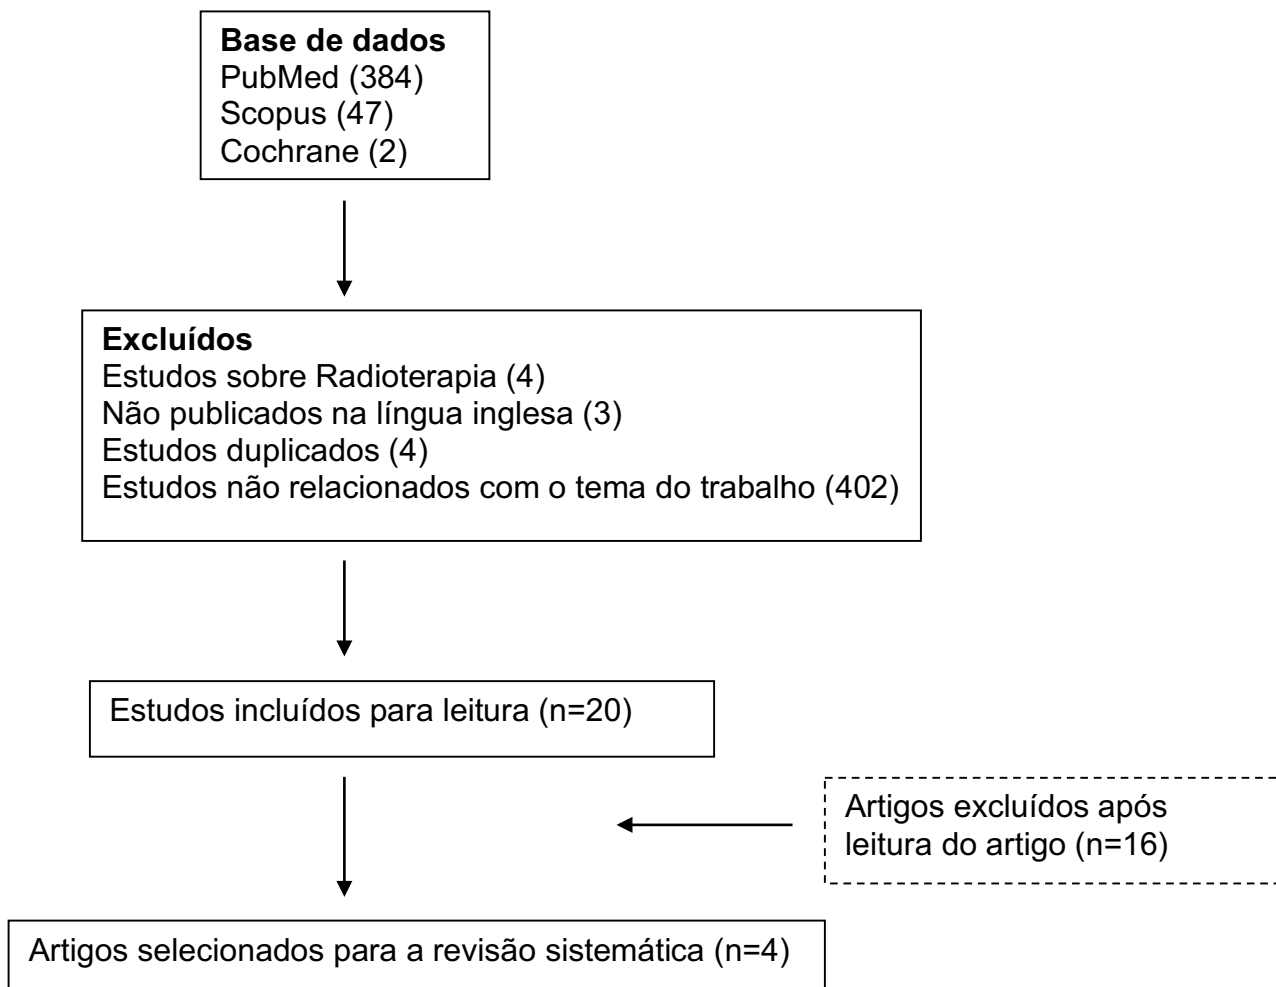 Base de dados
PubMed (384)
Scopus (47)
Cochrane (2)
Excluídos
Estudos sobre Radioterapia (4)
Não publicados na língua inglesa (3)
Estudos duplicados (4)
Estudos não relacionados com o tema do trabalho (402)
Estudos incluídos para leitura (n=20)
Artigos excluídos após
leitura do artigo (n=16)
Artigos selecionados para a revisão sistemática (n=4)